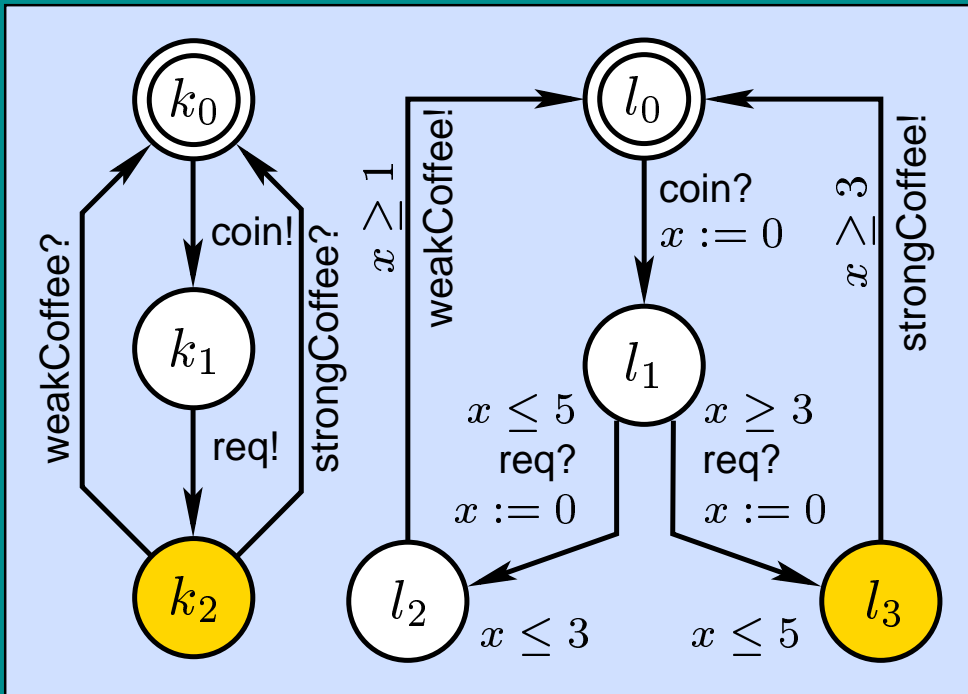 k₀
coin!
k₁
req!
k₂
weakCoffee?
strongCoffee?
l₀
coin?
x := 0
l₁
x ≤ 5
req?
x := 0
x ≥ 3
req?
x := 0
l₂
x ≤ 3
l₃
x ≤ 5
x ≥ 1
weakCoffee!
x ≥ 3
strongCoffee!